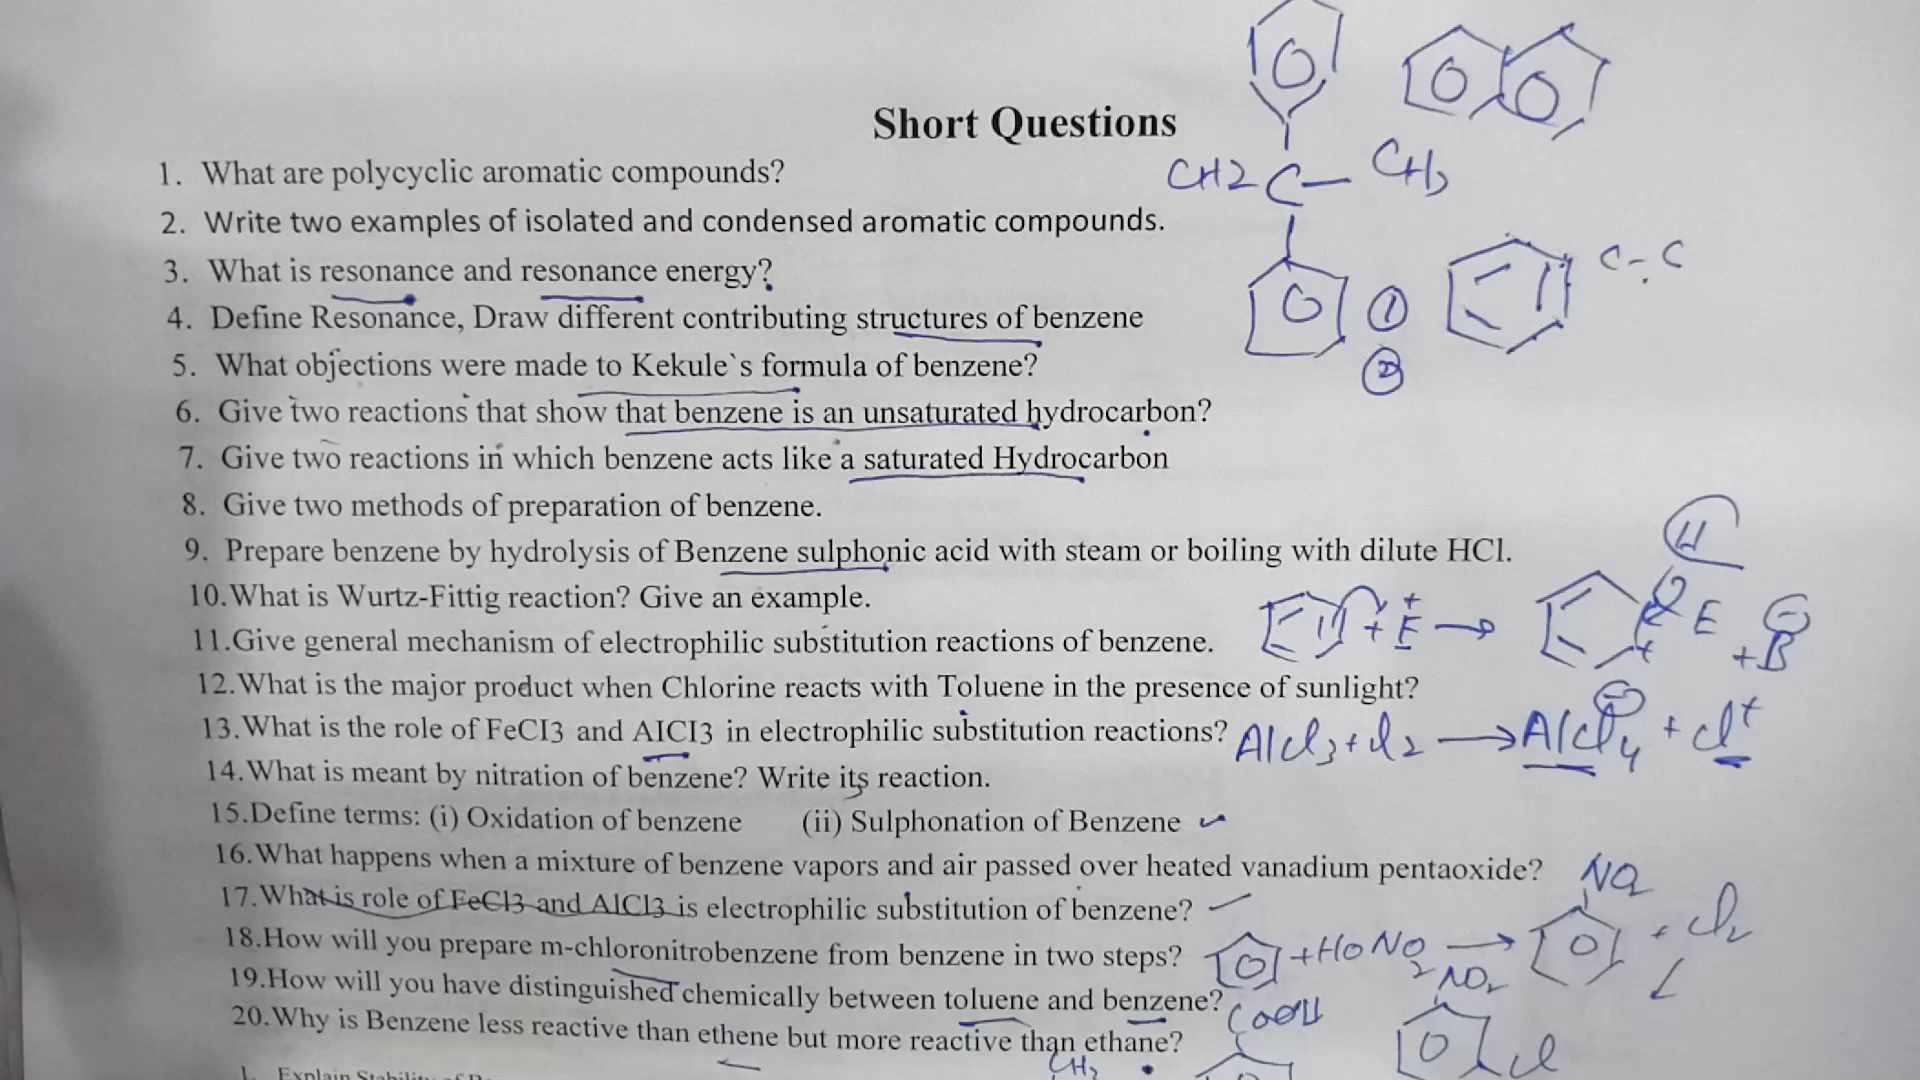 Short Questions
1. What are polycyclic aromatic compounds?
CH2 C — CH3
2. Write two examples of isolated and condensed aromatic compounds.
3. What is resonance and resonance energy?
C - C
4. Define Resonance, Draw different contributing structures of benzene
1
5. What objections were made to Kekule`s formula of benzene?
2
6. Give two reactions that show that benzene is an unsaturated hydrocarbon?
7. Give two reactions in which benzene acts like a saturated Hydrocarbon
8. Give two methods of preparation of benzene.
H
9. Prepare benzene by hydrolysis of Benzene sulphonic acid with steam or boiling with dilute HCl.
10.What is Wurtz-Fittig reaction? Give an example.
11.Give general mechanism of electrophilic substitution reactions of benzene.
+ E+ → E + B
12.What is the major product when Chlorine reacts with Toluene in the presence of sunlight?
13.What is the role of FeCI3 and AICI3 in electrophilic substitution reactions?
AlCl3 + Cl2 → AlCl4 + Cl+
14.What is meant by nitration of benzene? Write its reaction.
15.Define terms: (i) Oxidation of benzene (ii) Sulphonation of Benzene
16.What happens when a mixture of benzene vapors and air passed over heated vanadium pentaoxide?
NO2
17.What is role of FeCl3 and AlCl3 is electrophilic substitution of benzene?
18.How will you prepare m-chloronitrobenzene from benzene in two steps?
+ HONO2 → + Cl2
NO2
19.How will you have distinguished chemically between toluene and benzene?
COOH
20.Why is Benzene less reactive than ethene but more reactive than ethane?
Cl
CH3
1. Explain